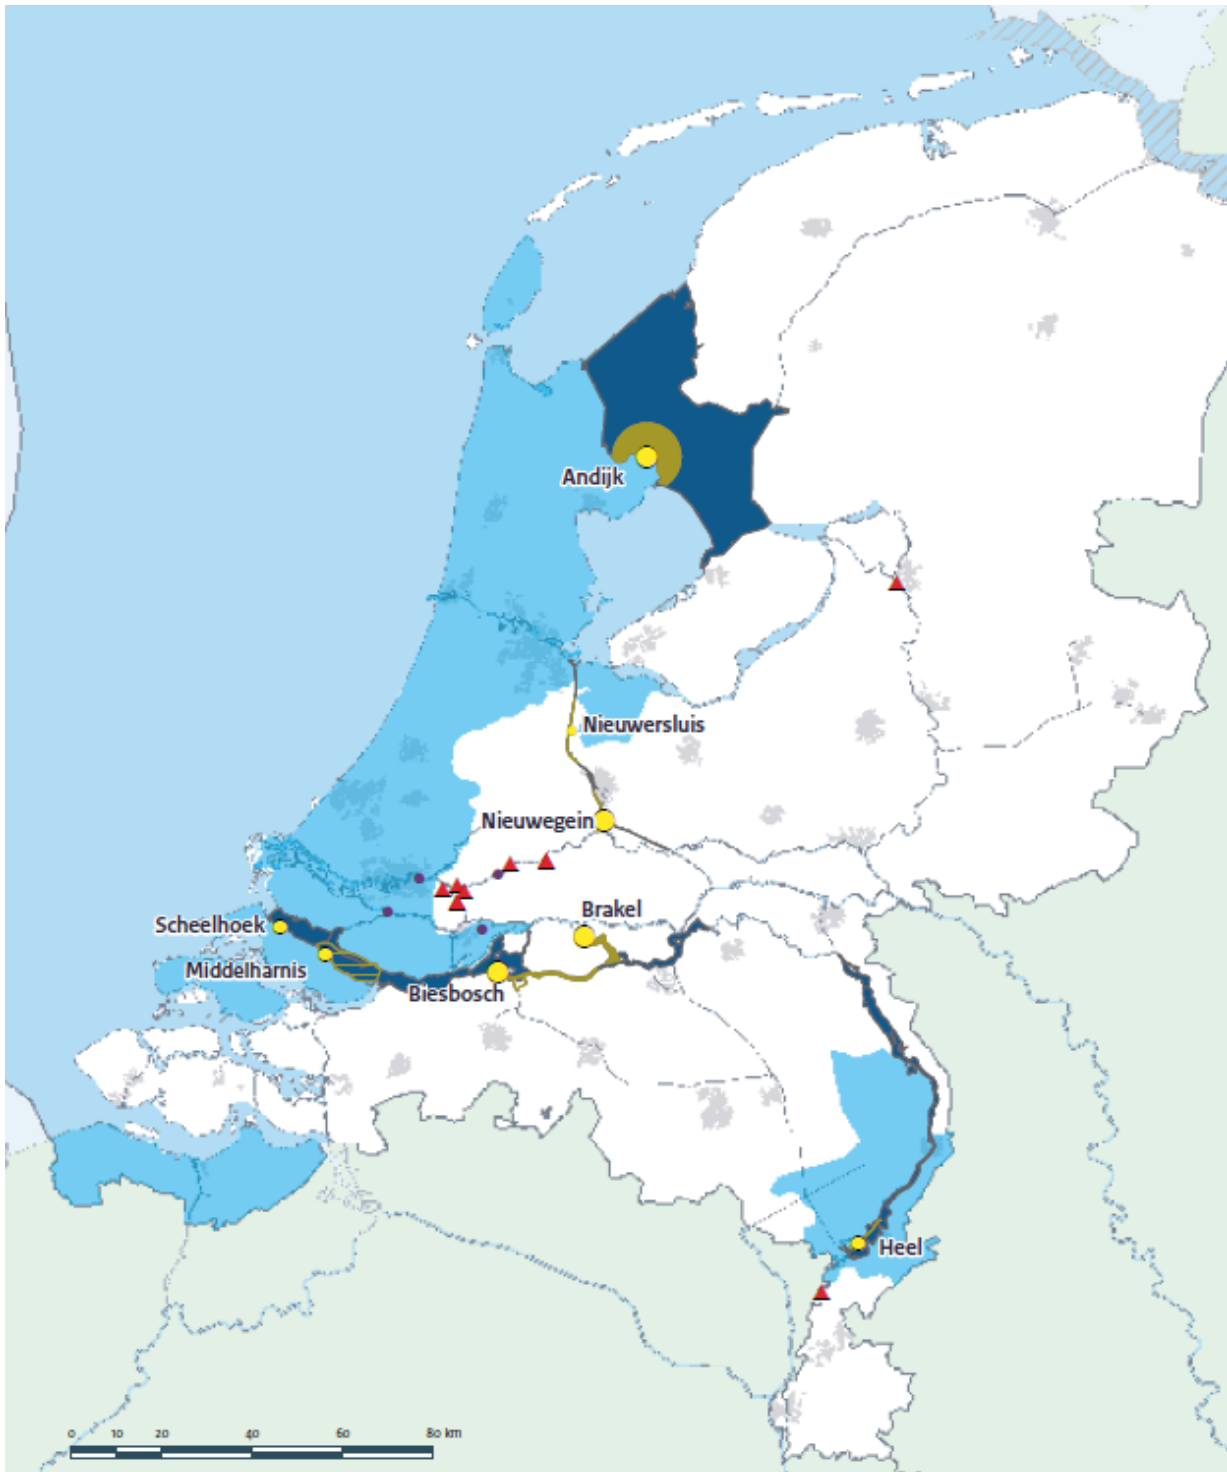 Andijk
Nieuwersluis
Nieuwegein
Brakel
Scheelhoek
Middelharnis
Biesbosch
Heel
0 10 20 40 60 80 km